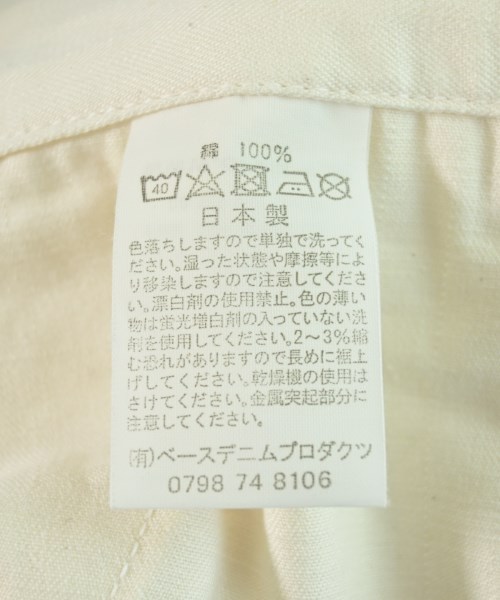 綿 100%
40
日本製
色落ちしますので単独で洗ってく
ださい。湿った状態や摩擦等によ
り移染しますので注意してくださ
い。漂白剤の使用禁止。色の薄い
物は蛍光増白剤の入っていない洗
剤を使用してください。2～3%縮
む恐れがありますので長めに裾上
げしてください。乾燥機の使用は
さけてください。金属突起部分に
注意してください。
(有)ベースデニムプロダクツ
0798 74 8106